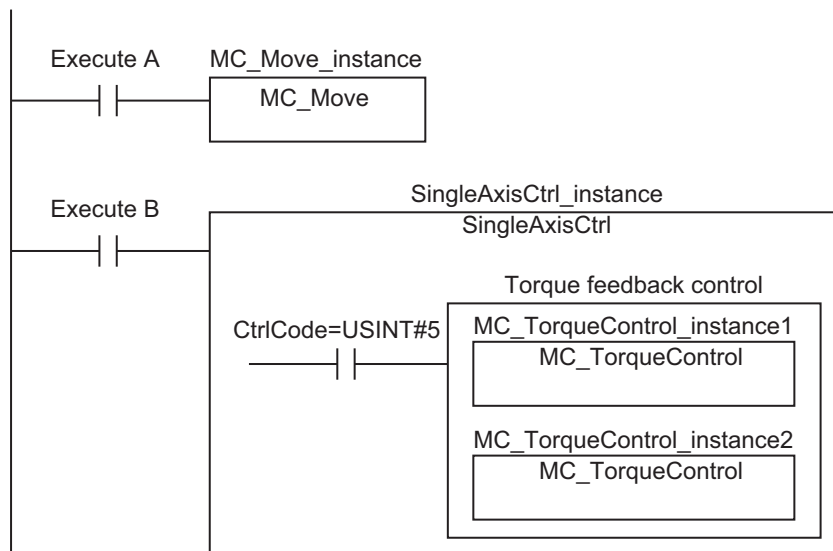 Execute A
MC_Move_instance
MC_Move
Execute B
SingleAxisCtrl_instance
SingleAxisCtrl
Torque feedback control
CtrlCode=USINT#5
MC_TorqueControl_instance1
MC_TorqueControl
MC_TorqueControl_instance2
MC_TorqueControl